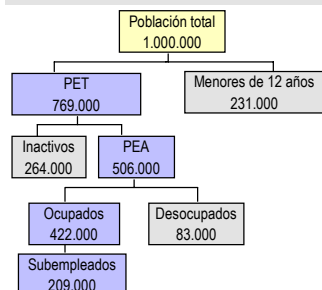 Población total
1.000.000
PET
769.000
Menores de 12 años
231.000
Inactivos
264.000
PEA
506.000
Ocupados
422.000
Desocupados
83.000
Subempleados
209.000